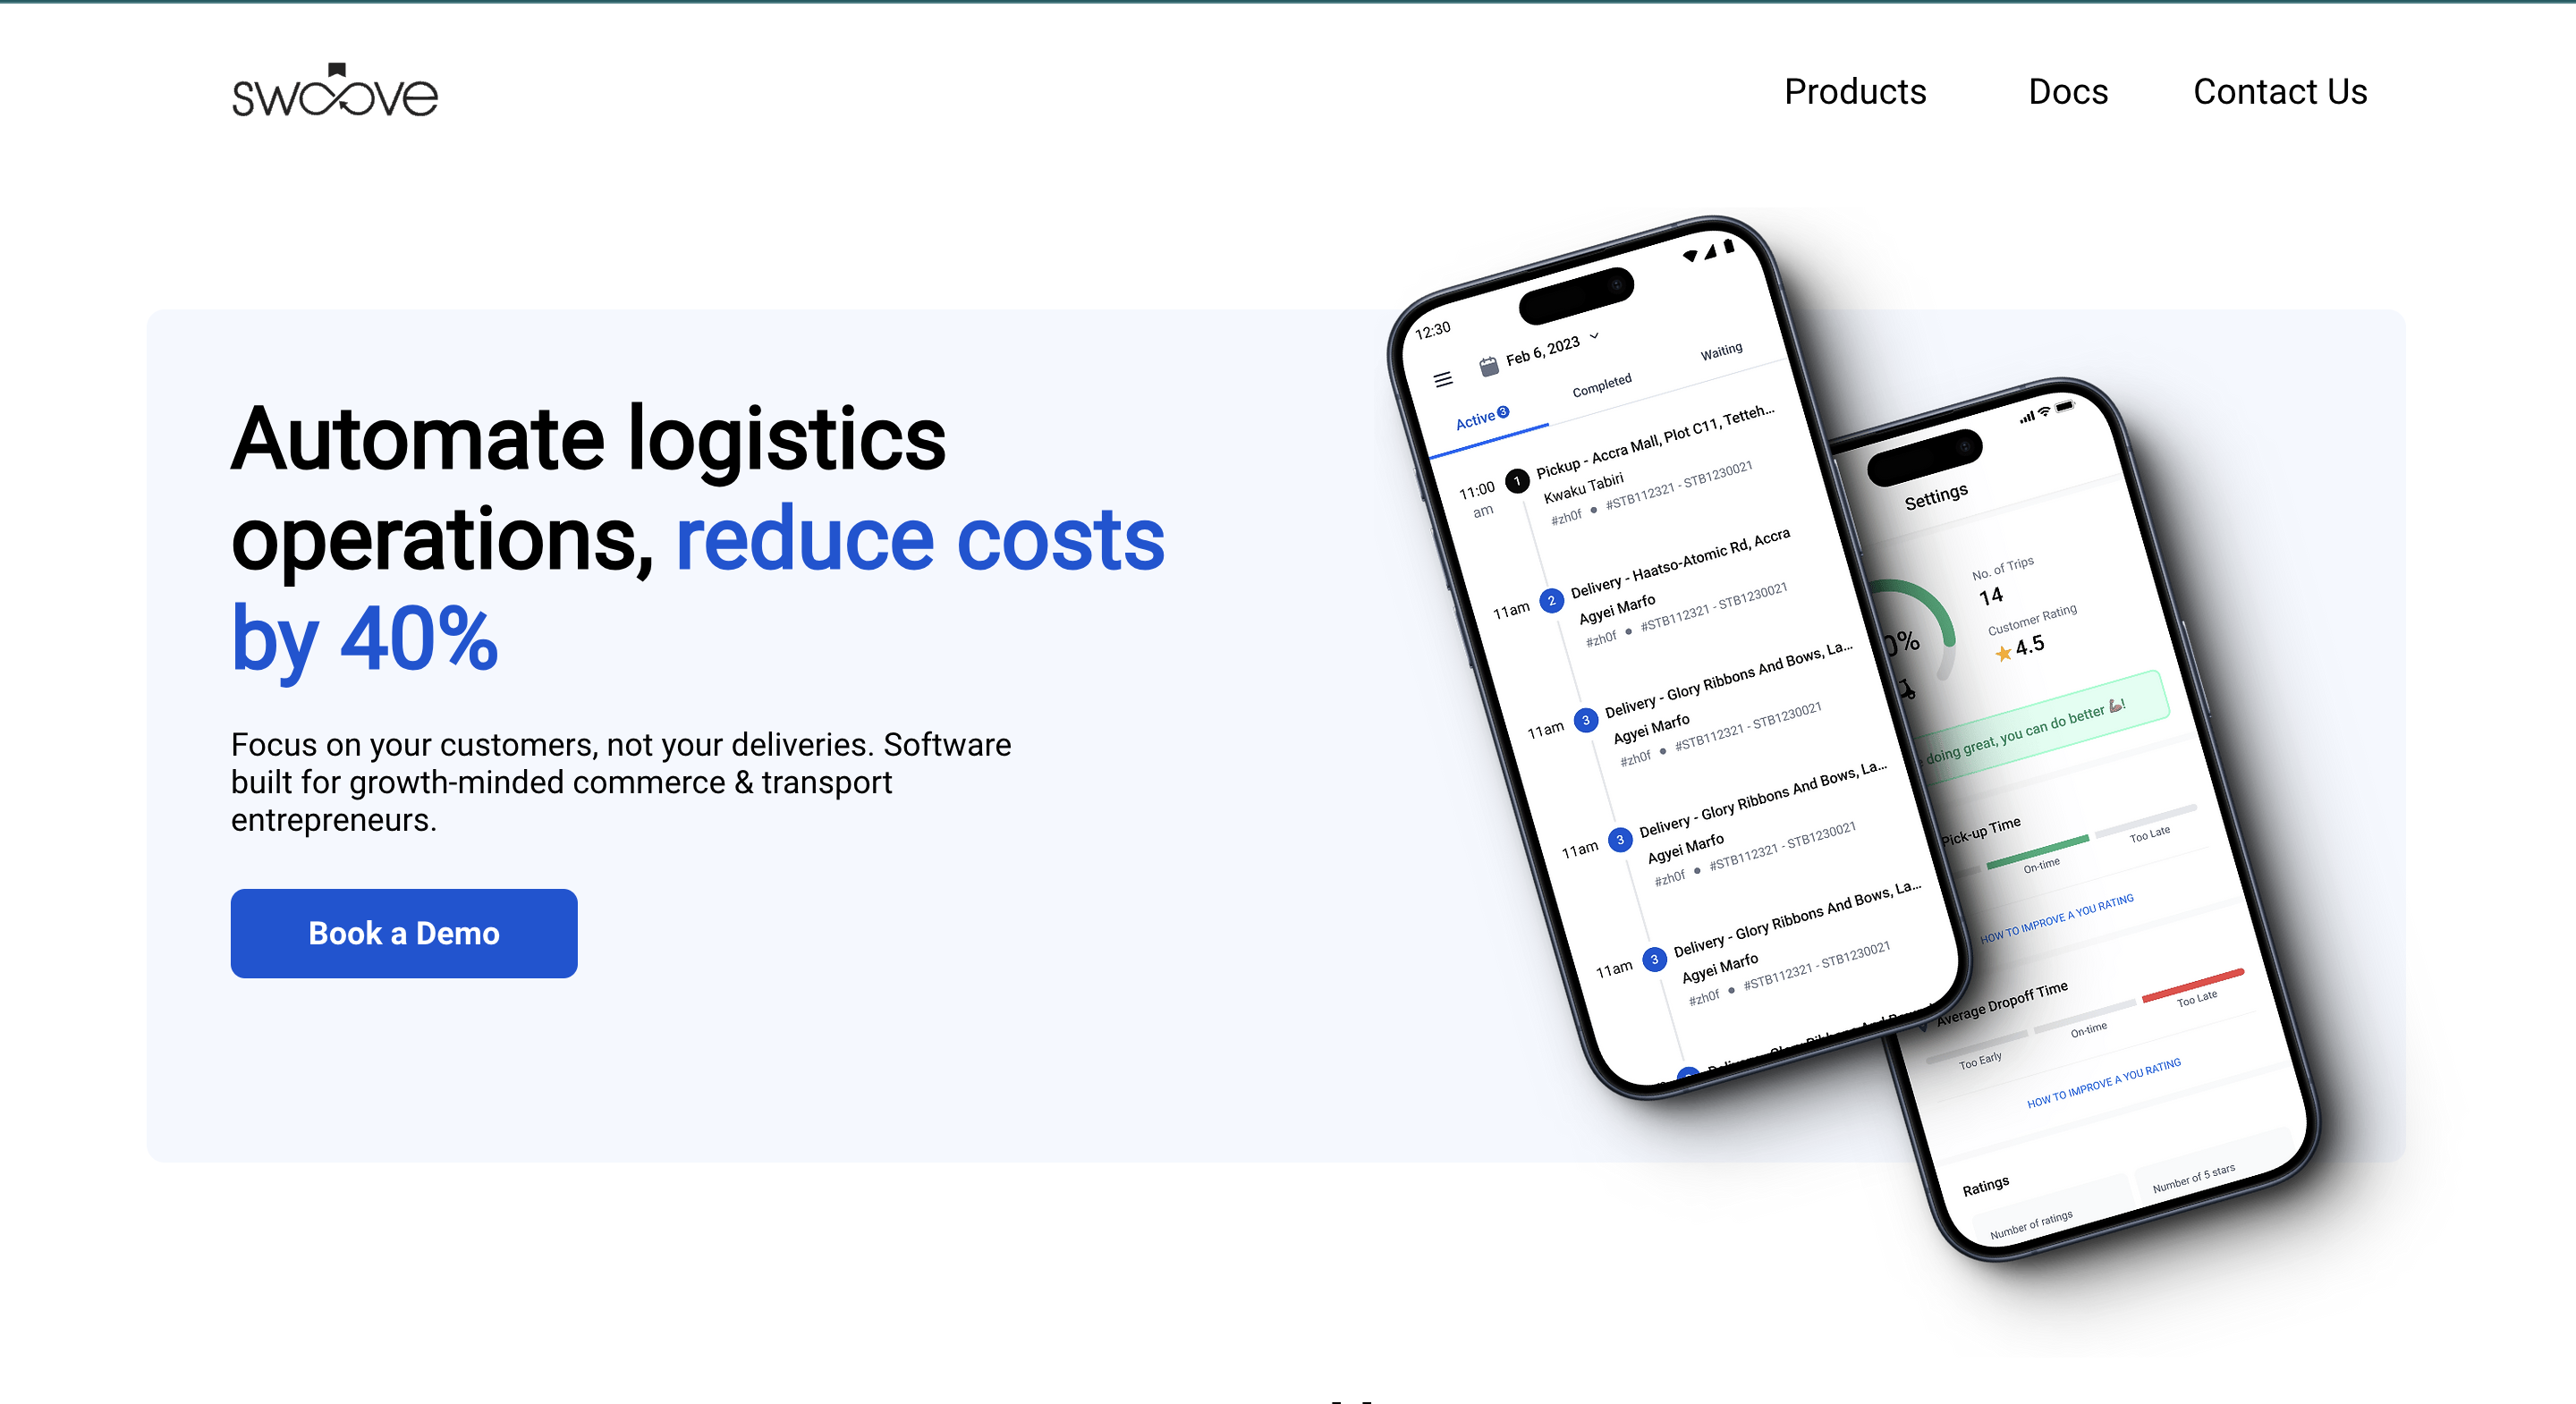 swoove
Products
Docs
Contact Us
Automate logistics
operations, reduce costs
by 40%
Focus on your customers, not your deliveries. Software
built for growth-minded commerce & transport
entrepreneurs.
Book a Demo
12:30
Feb 6, 2023
Active 3
Completed
Waiting
11:00
am
1
Pickup - Accra Mall, Plot C11, Tetteh...
Kwaku Tabiri
#zh0f ● #STB112321 - STB1230021
11am
2
Delivery - Haatso-Atomic Rd, Accra
Agyei Marfo
#zh0f ● #STB112321 - STB1230021
11am
3
Delivery - Glory Ribbons And Bows, La...
Agyei Marfo
#zh0f ● #STB112321 - STB1230021
11am
3
Delivery - Glory Ribbons And Bows, La...
Agyei Marfo
#zh0f ● #STB112321 - STB1230021
11am
3
Delivery - Glory Ribbons And Bows, La...
Agyei Marfo
#zh0f ● #STB112321 - STB1230021
Settings
0%
No. of Trips
14
Customer Rating
4.5
doing great, you can do better 💪🏾!
Pick-up Time
On-time
Too Late
HOW TO IMPROVE A YOU RATING
Average Dropoff Time
Too Early
On-time
Too Late
HOW TO IMPROVE A YOU RATING
Ratings
Number of ratings
Number of 5 stars